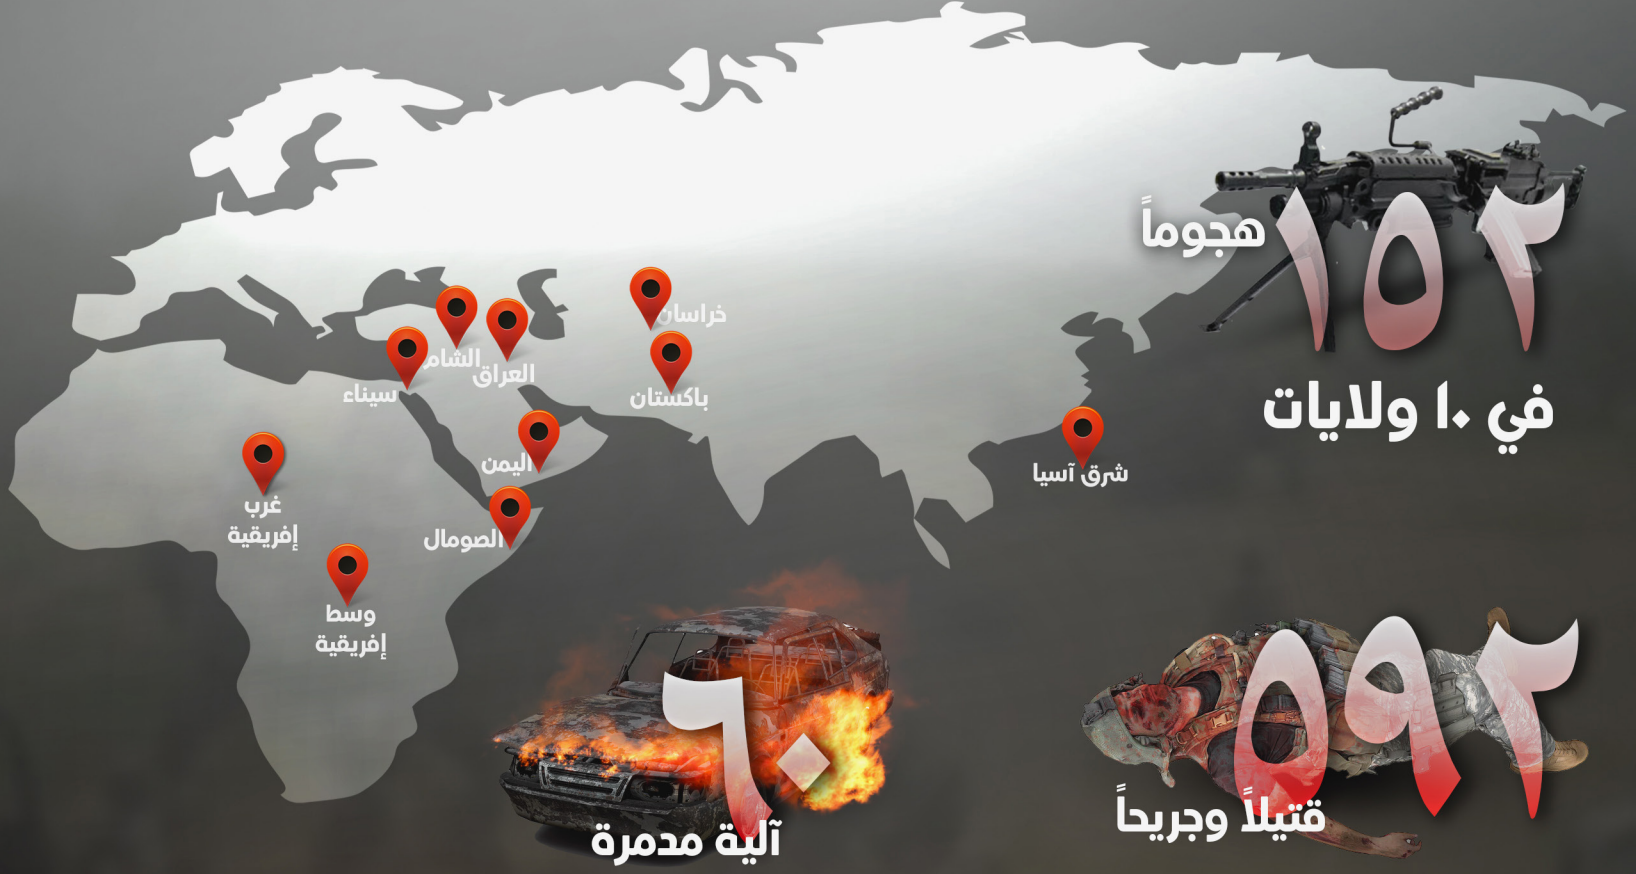 ١٥٢
هجوماً
في ١٠ ولايات
خراسان
الشام
العراق
باكستان
سيناء
اليمن
شرق آسيا
غرب
إفريقية
الصومال
وسط
إفريقية
٥٩٢
قتيلاً وجريحاً
٦٠
آلية مدمرة